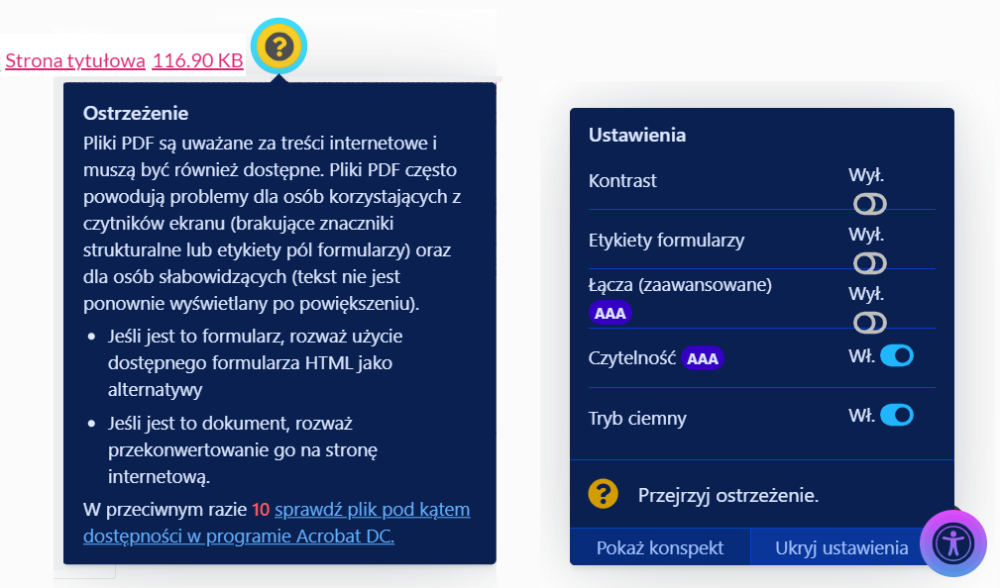 Strona tytułowa 116.90 KB
?
Ostrzeżenie
Pliki PDF są uważane za treści internetowe i
muszą być również dostępne. Pliki PDF często
powodują problemy dla osób korzystających z
czytników ekranu (brakujące znaczniki
strukturalne lub etykiety pól formularzy) oraz
dla osób słabowidzących (tekst nie jest
ponownie wyświetlany po powiększeniu).
• Jeśli jest to formularz, rozważ użycie
dostępnego formularza HTML jako
alternatywy
• Jeśli jest to dokument, rozważ
przekonwertowanie go na stronę
internetową.
W przeciwnym razie 10 sprawdź plik pod kątem
dostępności w programie Acrobat DC.
Ustawienia
Kontrast Wył.
Etykiety formularzy Wył.
Łącza (zaawansowane) Wył.
AAA
Czytelność AAA Wł.
Tryb ciemny Wł.
? Przejrzyj ostrzeżenie.
Pokaż konspekt Ukryj ustawienia